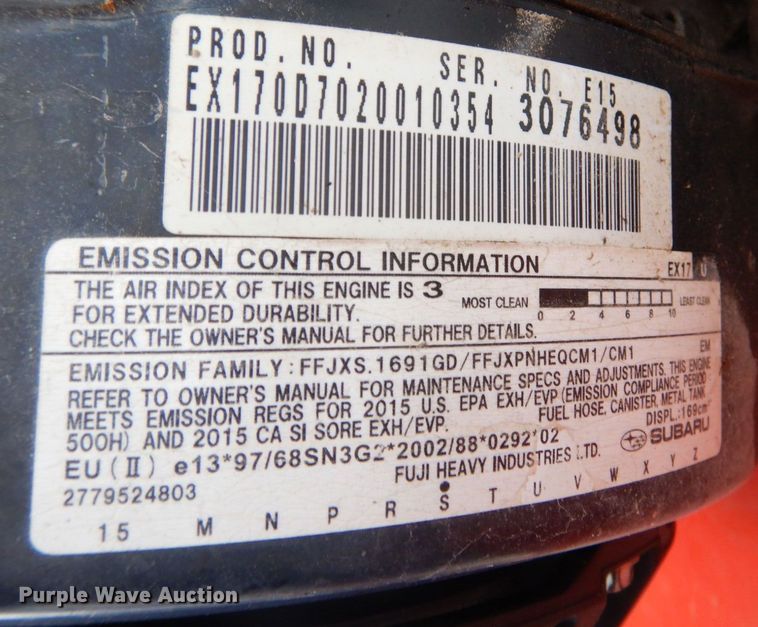 PROD. NO. SER. NO. E15
EX170D7020010354 3076498
EMISSION CONTROL INFORMATION EX17 U
THE AIR INDEX OF THIS ENGINE IS 3 MOST CLEAN LEAST CLEAN
FOR EXTENDED DURABILITY. 0 2 4 6 8 10
CHECK THE OWNER'S MANUAL FOR FURTHER DETAILS.
EMISSION FAMILY: FFJXS.1691GD/FFJXPNHEQCM1/CM1 EM
REFER TO OWNER'S MANUAL FOR MAINTENANCE SPECS AND ADJUSTMENTS. THIS ENGINE
MEETS EMISSION REGS FOR 2015 U.S. EPA EXH/EVP (EMISSION COMPLIANCE PERIOD
500H) AND 2015 CA SI SORE EXH/EVP. FUEL HOSE, CANISTER, METAL TANK
DISPL:169cm³
EU (II) e13*97/68SN3G2*2002/88*0292*02 SUBARU
2779524803 FUJI HEAVY INDUSTRIES LTD.
15 M N P R S T U V W X Y Z
Purple Wave Auction